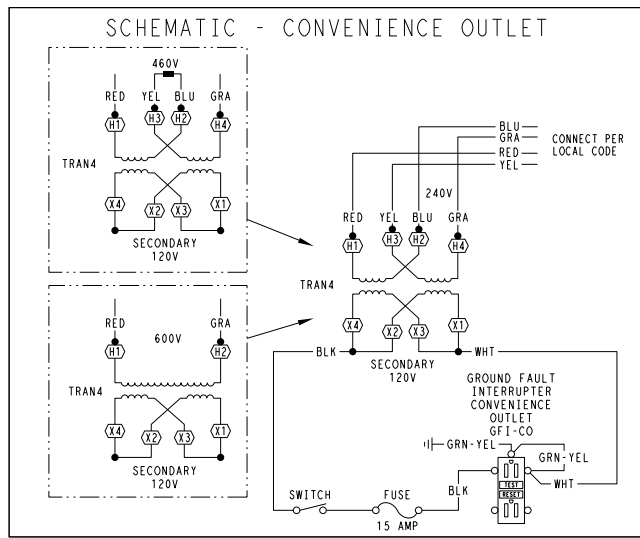 SCHEMATIC - CONVENIENCE OUTLET
460V
RED YEL BLU GRA
H1 H3 H2 H4
TRAN4
X4 X2 X3 X1
SECONDARY
120V
600V
RED GRA
H1 H2
TRAN4
X4 X2 X3 X1
SECONDARY
120V
BLU
GRA
RED
YEL
CONNECT PER
LOCAL CODE
240V
RED YEL BLU GRA
H1 H3 H2 H4
TRAN4
X4 X2 X3 X1
BLK WHT
SECONDARY
120V
GROUND FAULT
INTERRUPTER
CONVENIENCE
OUTLET
GFI-CO
GRN-YEL
GRN-YEL
WHT
TEST
RESET
BLK
SWITCH
FUSE
15 AMP